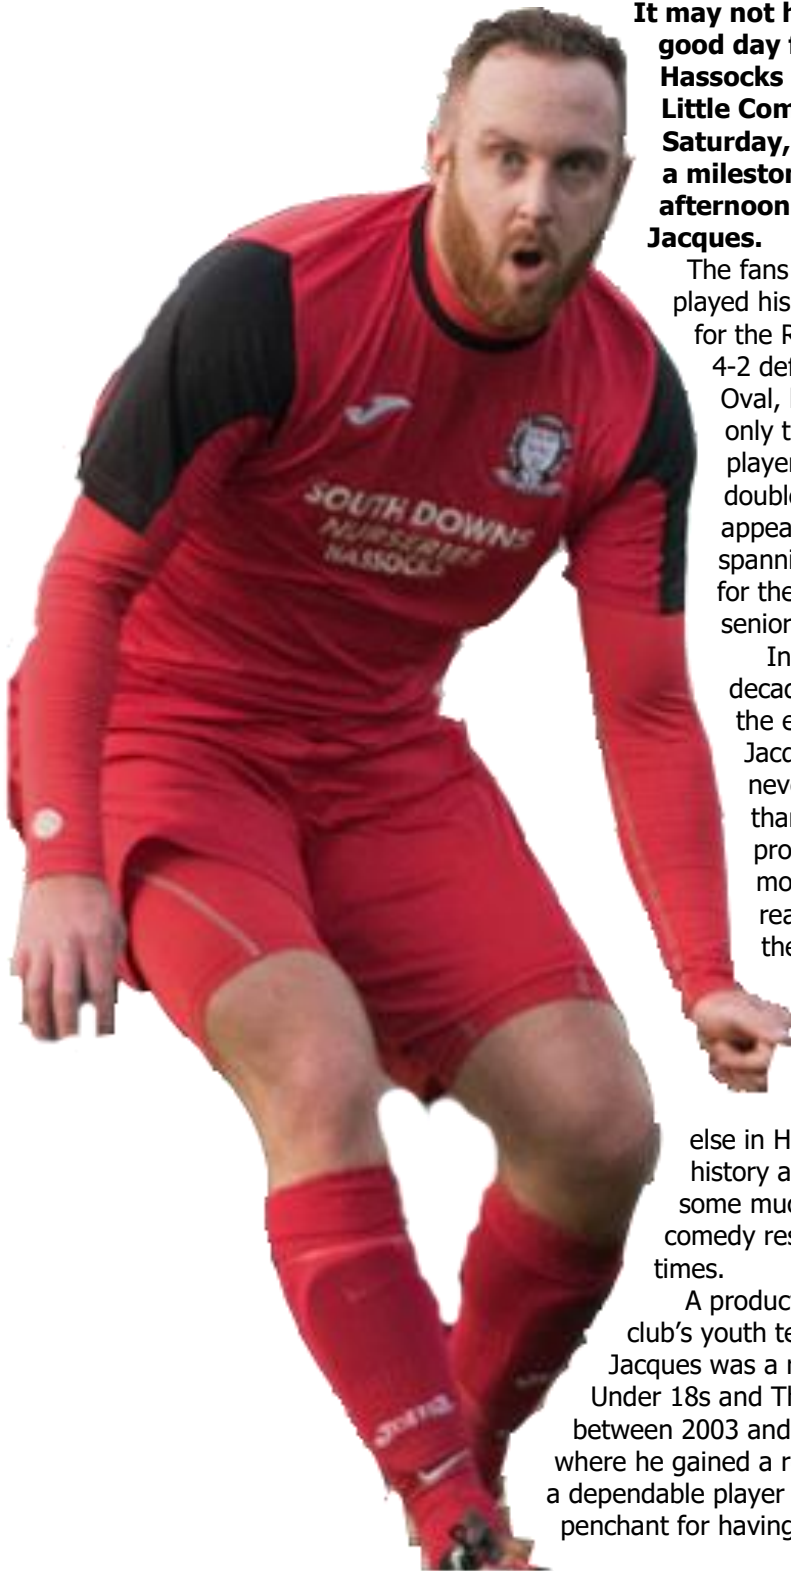 It may not h
good day f
Hassocks
Little Com
Saturday,
a mileston
afternoon
Jacques.
The fans
played his
for the R
4-2 def
Oval, 
only t
player
double
appea
spanni
for the
senior
In
decad
the e
Jacq
neve
than
pro
mo
rea
the
else in H
history a
some muc
comedy res
times.
A produc
club’s youth te
Jacques was a r
Under 18s and Th
between 2003 and
where he gained a r
a dependable player
penchant for having
SOUTH DOWNS
NURSERIES
HASSOCKS